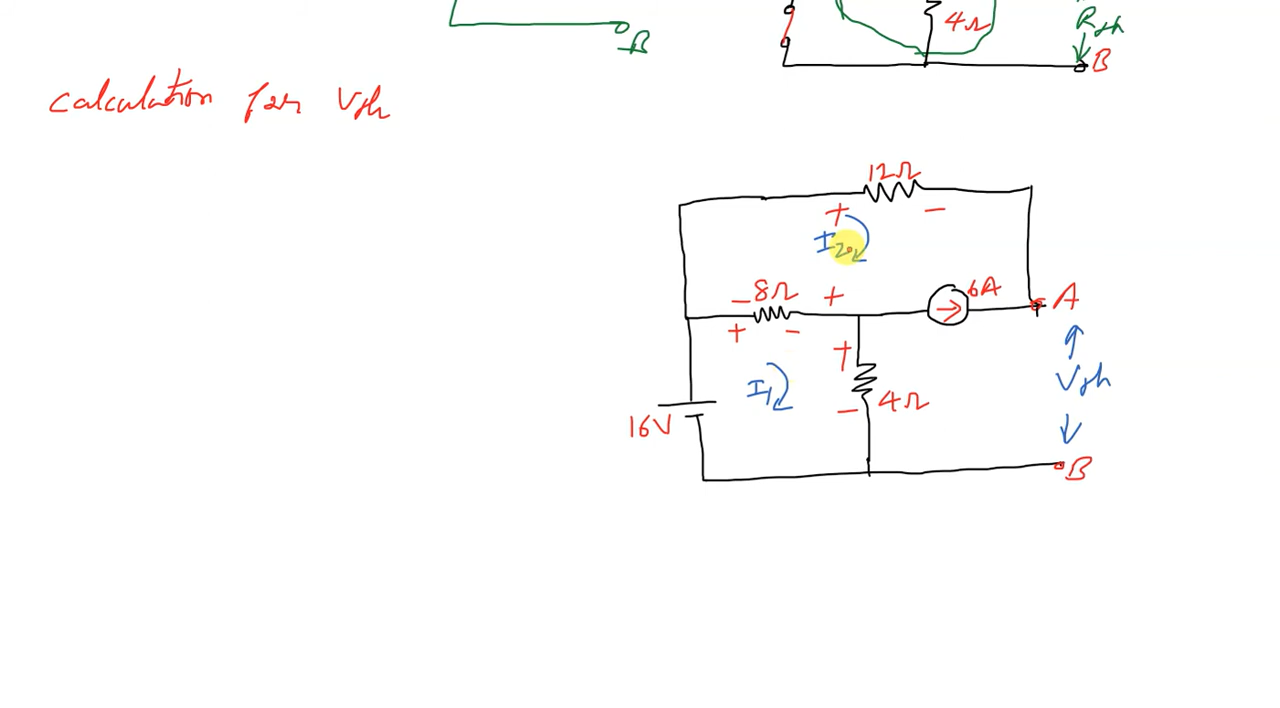 B
4Ω
Rth
B
calculation for Vth
12Ω
+ −
I2
− 8Ω + 6A A
+ −
+
I1 Vth
16V − 4Ω
B